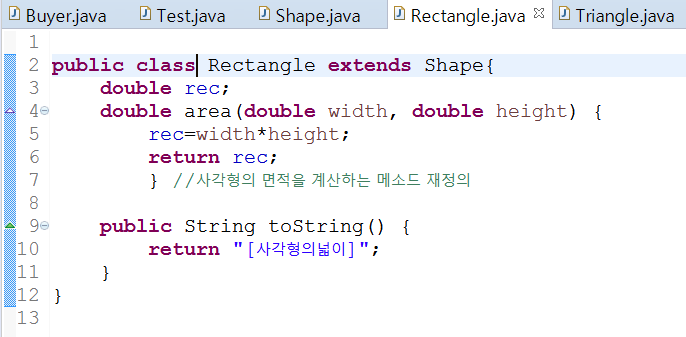 Buyer.java Test.java Shape.java Rectangle.java Triangle.java
1
2 public class Rectangle extends Shape{
3 double rec;
4 double area(double width, double height) {
5 rec=width*height;
6 return rec;
7 } //사각형의 면적을 계산하는 메소드 재정의
8
9 public String toString() {
10 return "[사각형의넓이]";
11 }
12 }
13